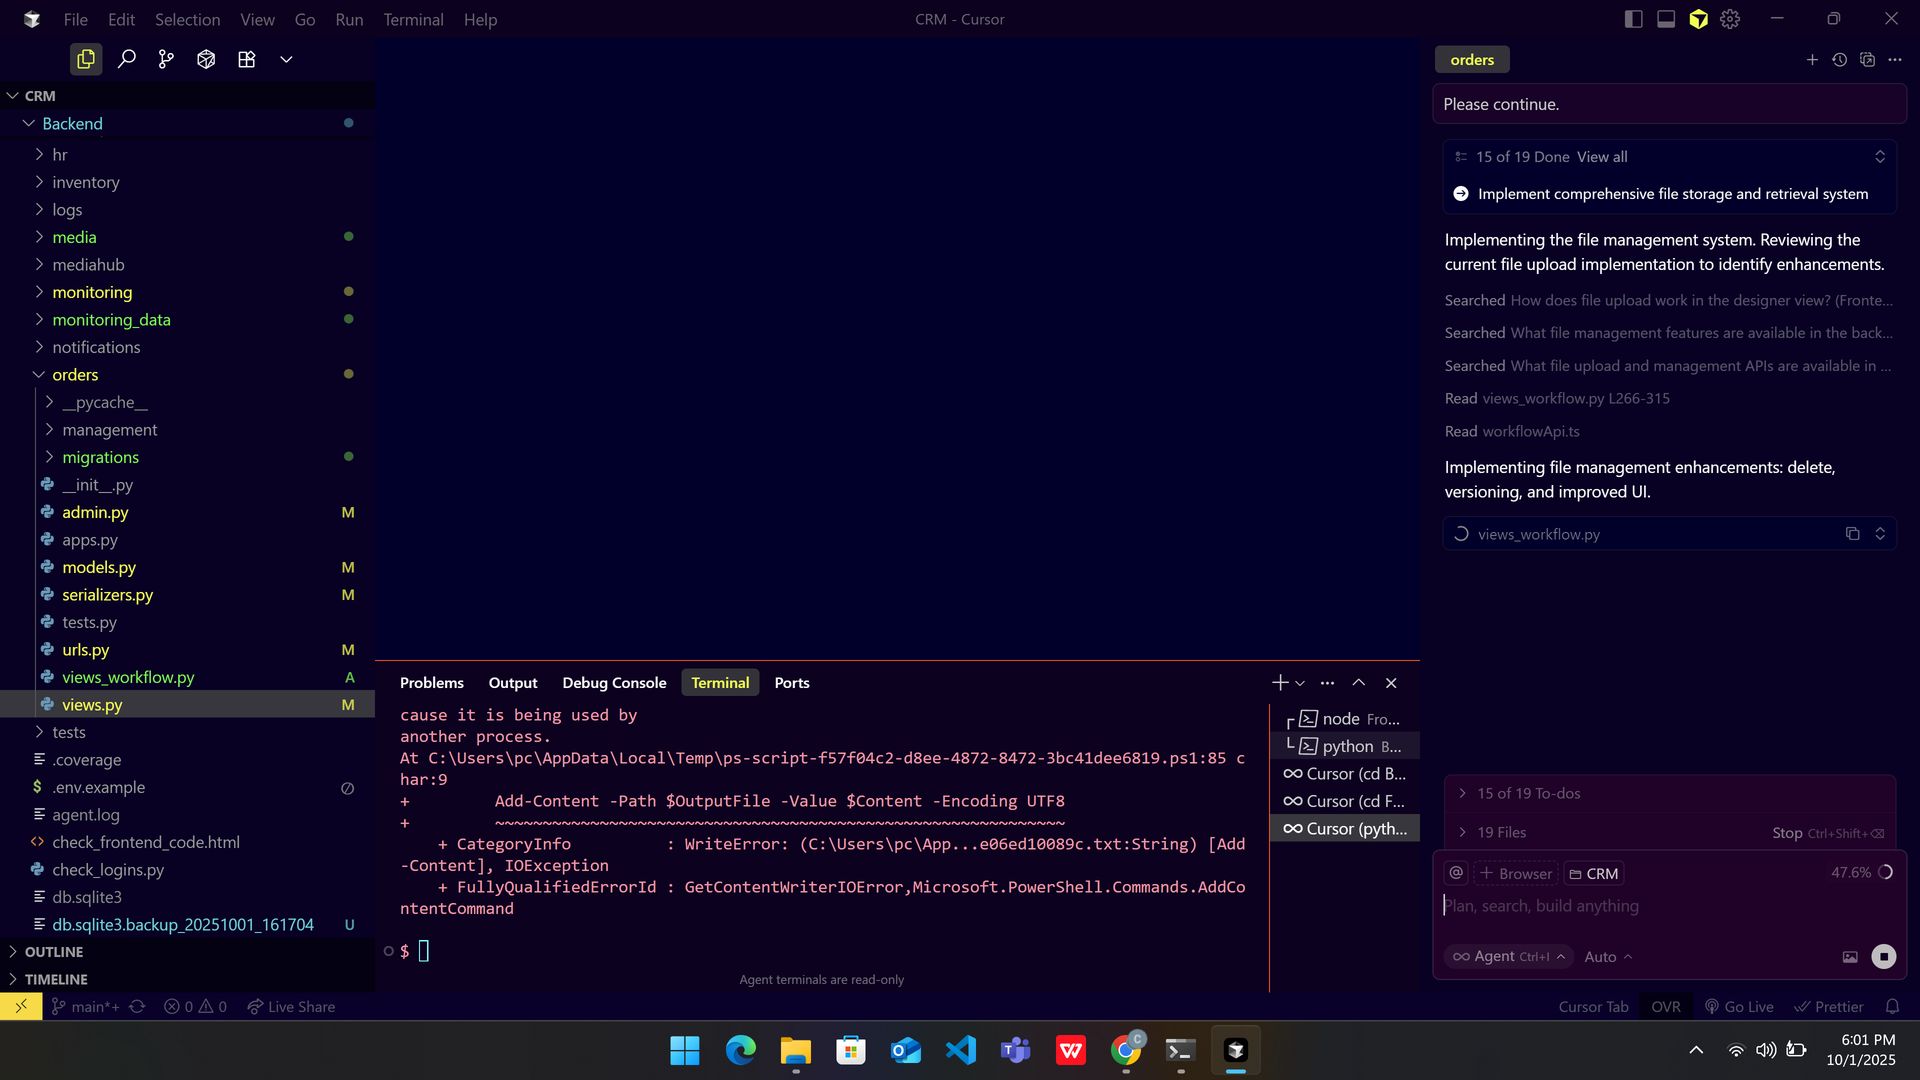 File Edit Selection View Go Run Terminal Help
CRM - Cursor
CRM
Backend
hr
inventory
logs
media
mediahub
monitoring
monitoring_data
notifications
orders
__pycache__
management
migrations
__init__.py
admin.py M
apps.py
models.py M
serializers.py M
tests.py
urls.py M
views_workflow.py A
views.py M
tests
.coverage
.env.example
agent.log
check_frontend_code.html
check_logins.py
db.sqlite3
db.sqlite3.backup_20251001_161704 U
OUTLINE
TIMELINE
Problems Output Debug Console Terminal Ports
cause it is being used by
another process.
At C:\Users\pc\AppData\Local\Temp\ps-script-f57f04c2-d8ee-4872-8472-3bc41dee6819.ps1:85 c
har:9
+         Add-Content -Path $OutputFile -Value $Content -Encoding UTF8
+         ~~~~~~~~~~~~~~~~~~~~~~~~~~~~~~~~~~~~~~~~~~~~~~~~~~~~~~~~~~~~
    + CategoryInfo          : WriteError: (C:\Users\pc\App...e06ed10089c.txt:String) [Add
-Content], IOException
    + FullyQualifiedErrorId : GetContentWriterIOError,Microsoft.PowerShell.Commands.AddCo
ntentCommand
$
Agent terminals are read-only
node Fro...
python B...
Cursor (cd B...
Cursor (cd F...
Cursor (pyth...
orders
Please continue.
15 of 19 Done View all
Implement comprehensive file storage and retrieval system
Implementing the file management system. Reviewing the
current file upload implementation to identify enhancements.
Searched How does file upload work in the designer view? (Fronte...
Searched What file management features are available in the back...
Searched What file upload and management APIs are available in ...
Read views_workflow.py L266-315
Read workflowApi.ts
Implementing file management enhancements: delete,
versioning, and improved UI.
views_workflow.py
15 of 19 To-dos
19 Files Stop Ctrl+Shift+⌫
@ + Browser CRM 47.6%
Plan, search, build anything
Agent Ctrl+I Auto
main*+ 0 0 Live Share
Cursor Tab OVR Go Live Prettier
6:01 PM
10/1/2025